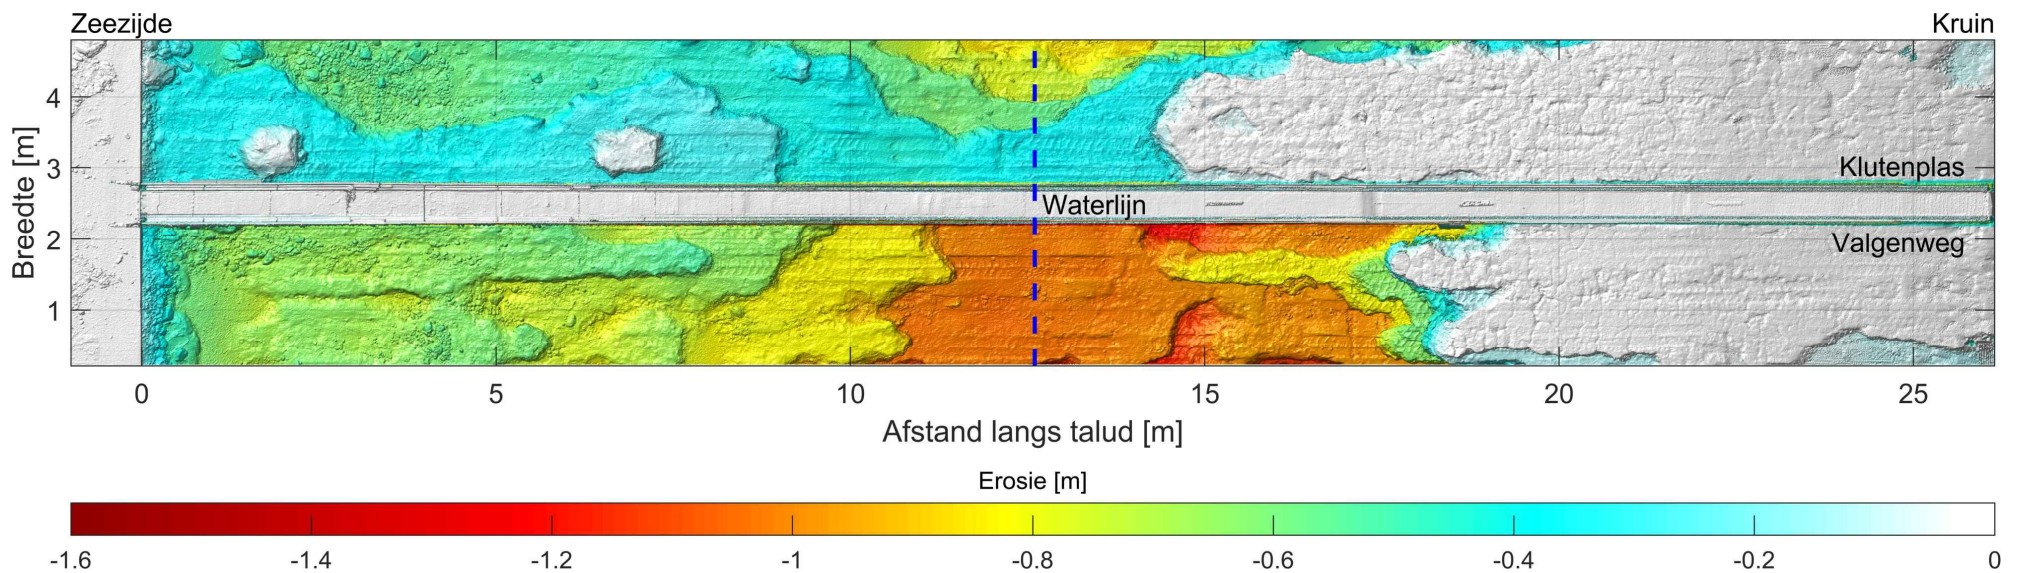 Zeezijde
Kruin
Breedte [m]
4
3
2
1
Klutenplas
Waterlijn
Valgenweg
0
5
10
15
20
25
Afstand langs talud [m]
Erosie [m]
-1.6
-1.4
-1.2
-1
-0.8
-0.6
-0.4
-0.2
0